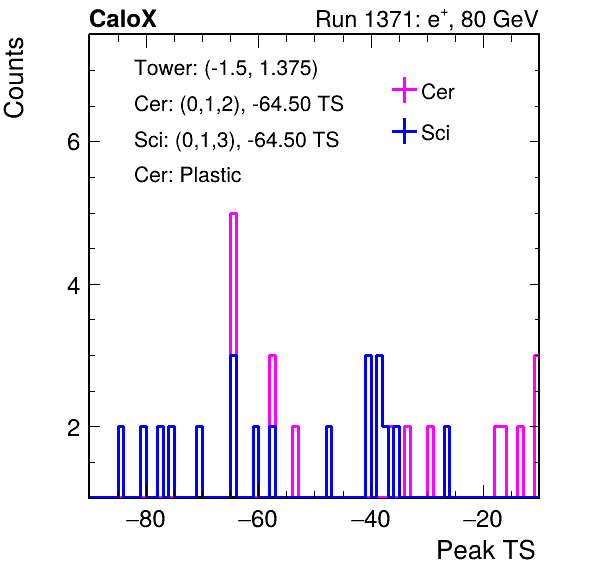 CaloX Run 1371: e⁺, 80 GeV
Counts
Tower: (-1.5, 1.375)
Cer: (0,1,2), -64.50 TS
Sci: (0,1,3), -64.50 TS
Cer: Plastic
Cer
Sci
6
4
2
−80 −60 −40 −20
Peak TS